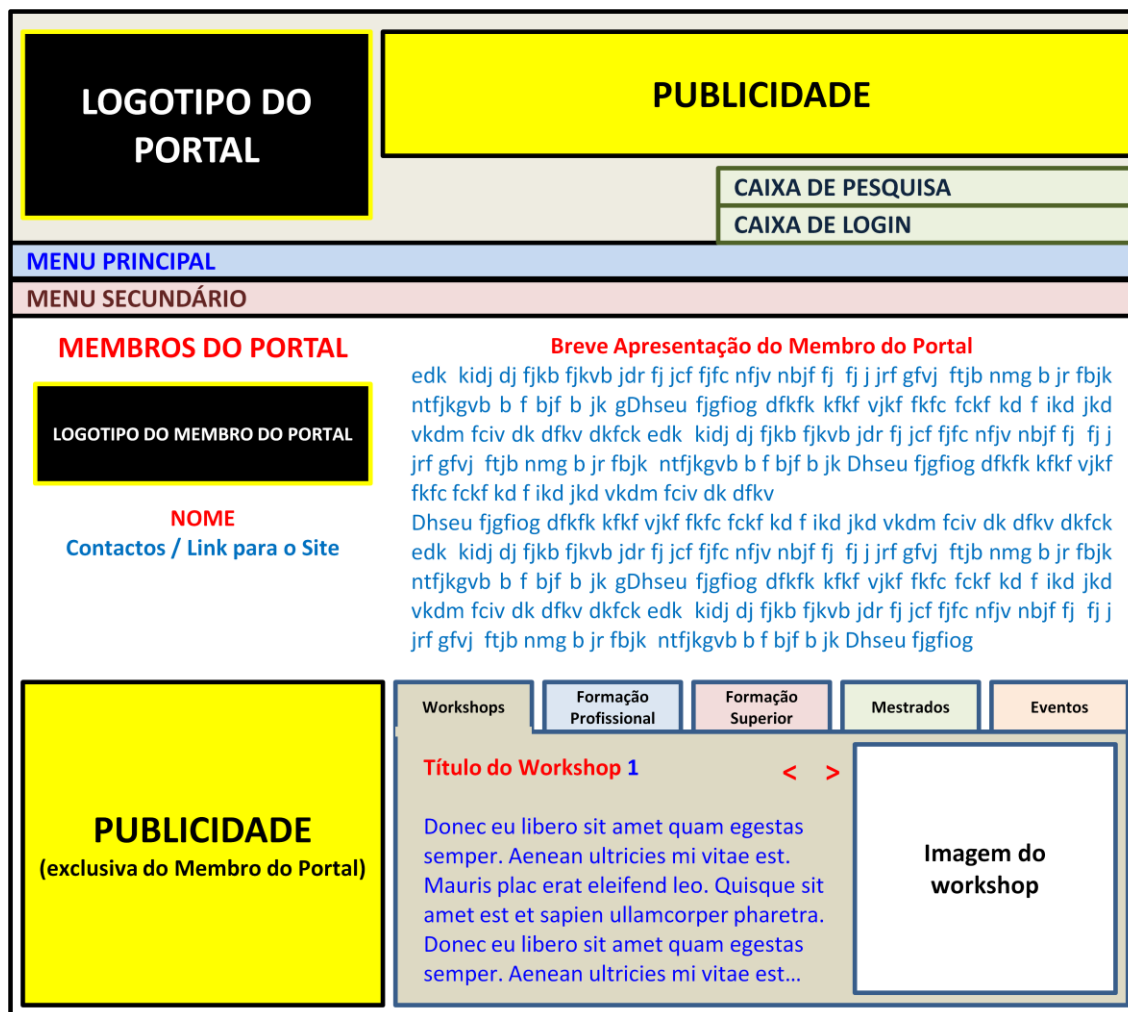 LOGOTIPO DO
PORTAL
PUBLICIDADE
CAIXA DE PESQUISA
CAIXA DE LOGIN
MENU PRINCIPAL
MENU SECUNDÁRIO
MEMBROS DO PORTAL
LOGOTIPO DO MEMBRO DO PORTAL
NOME
Contactos / Link para o Site
Breve Apresentação do Membro do Portal
edk kidj dj fjkb fjkvb jdr fj jcf fjfc nfjv nbjf fj fj j jrf gfvj ftjb nmg b jr fbjk
ntfjkgvb b f bjf b jk gDhseu fjgfiog dfkfk kfkf vjkf fkfc fckf kd f ikd jkd
vkdm fciv dk dfkv dkfck edk kidj dj fjkb fjkvb jdr fj jcf fjfc nfjv nbjf fj fj j
jrf gfvj ftjb nmg b jr fbjk ntfjkgvb b f bjf b jk Dhseu fjgfiog dfkfk kfkf vjkf
fkfc fckf kd f ikd jkd vkdm fciv dk dfkv
Dhseu fjgfiog dfkfk kfkf vjkf fkfc fckf kd f ikd jkd vkdm fciv dk dfkv dkfck
edk kidj dj fjkb fjkvb jdr fj jcf fjfc nfjv nbjf fj fj j jrf gfvj ftjb nmg b jr fbjk
ntfjkgvb b f bjf b jk gDhseu fjgfiog dfkfk kfkf vjkf fkfc fckf kd f ikd jkd
vkdm fciv dk dfkv dkfck edk kidj dj fjkb fjkvb jdr fj jcf fjfc nfjv nbjf fj fj j
jrf gfvj ftjb nmg b jr fbjk ntfjkgvb b f bjf b jk Dhseu fjgfiog
PUBLICIDADE
(exclusiva do Membro do Portal)
Workshops
Formação
Profissional
Formação
Superior
Mestrados
Eventos
Título do Workshop 1
< >
Donec eu libero sit amet quam egestas
semper. Aenean ultricies mi vitae est.
Mauris plac erat eleifend leo. Quisque sit
amet est et sapien ullamcorper pharetra.
Donec eu libero sit amet quam egestas
semper. Aenean ultricies mi vitae est...
Imagem do
workshop